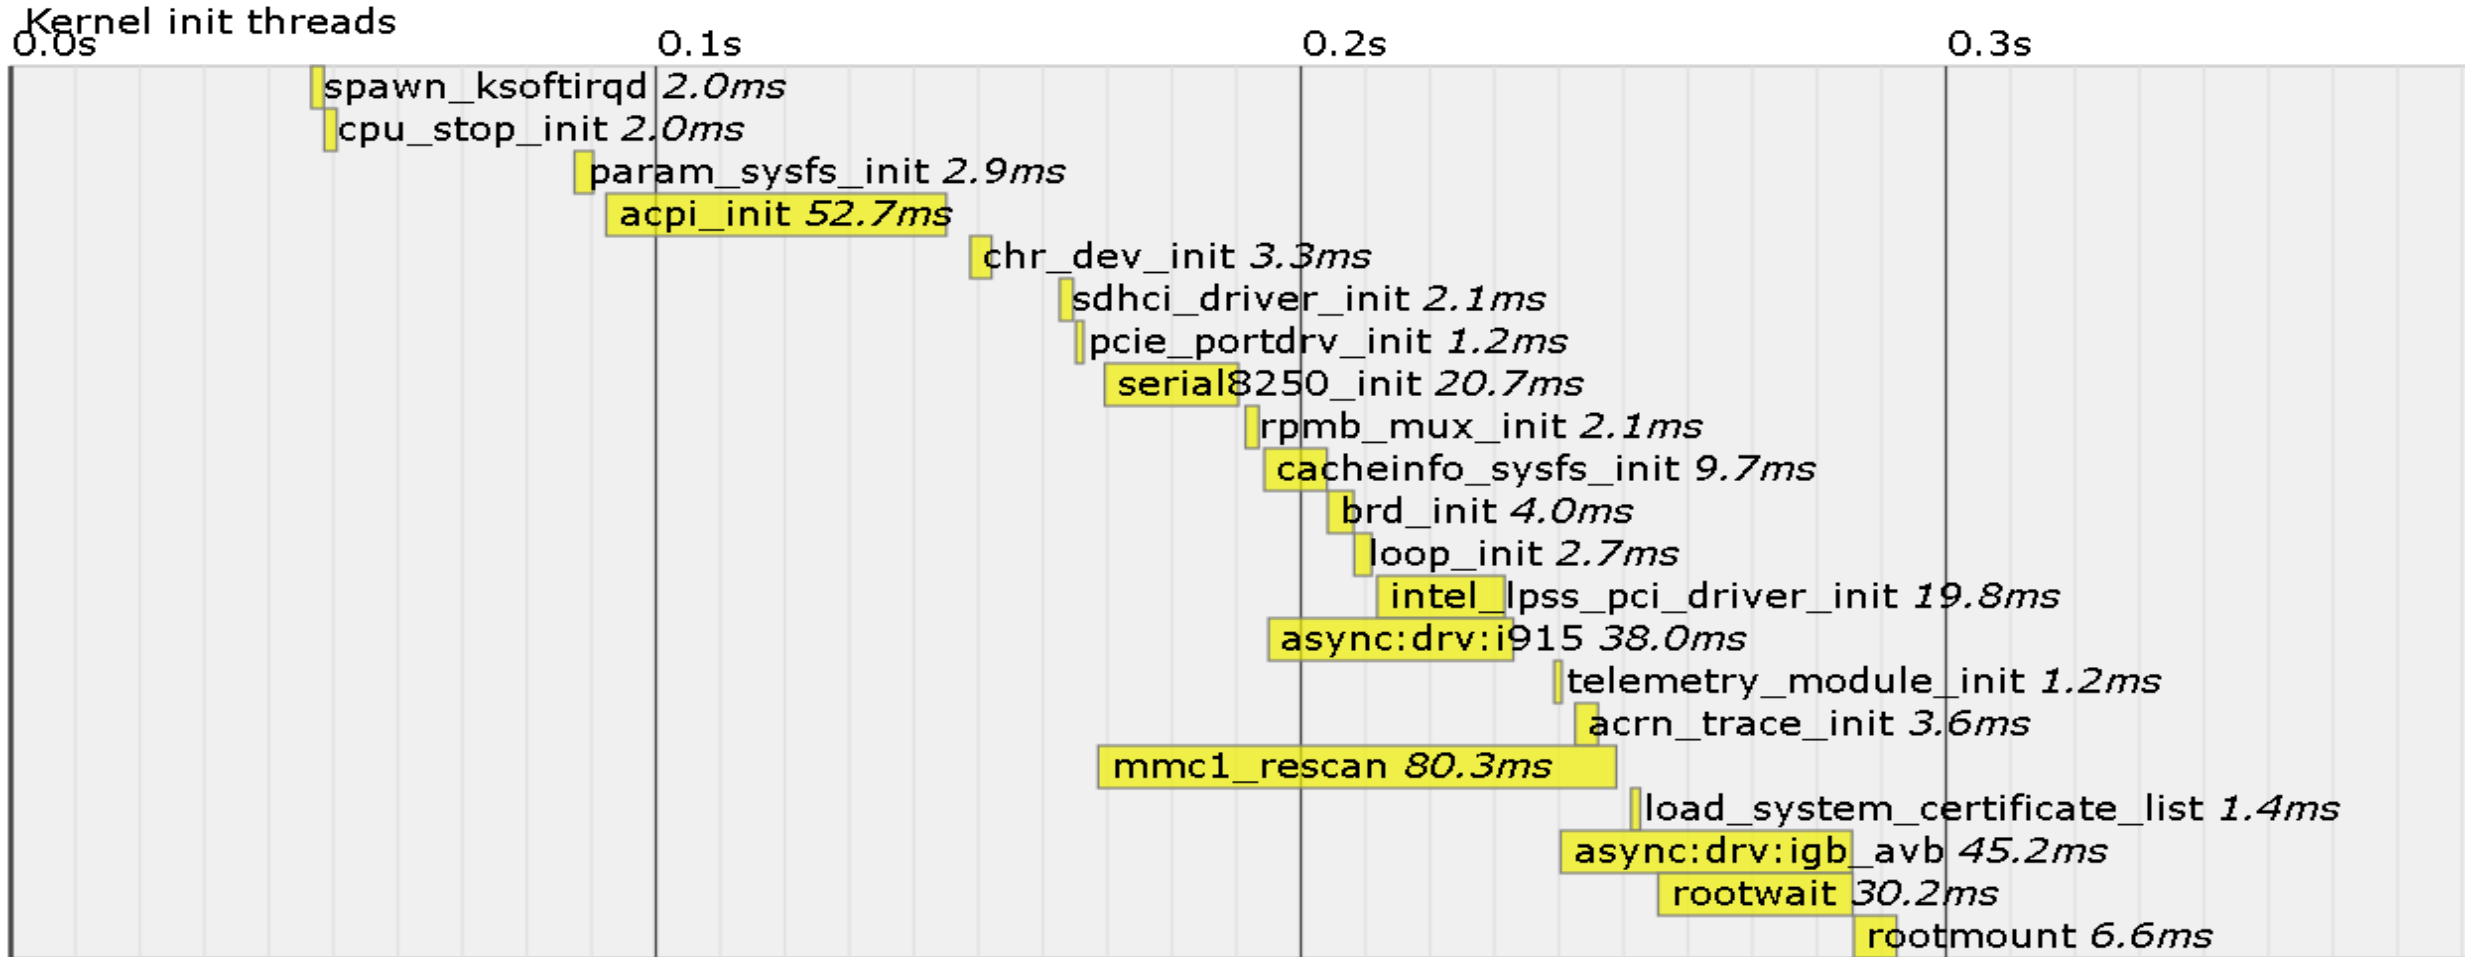 Kernel init threads
0.0s 0.1s 0.2s 0.3s
spawn_ksoftirqd 2.0ms
cpu_stop_init 2.0ms
param_sysfs_init 2.9ms
acpi_init 52.7ms
chr_dev_init 3.3ms
sdhci_driver_init 2.1ms
pcie_portdrv_init 1.2ms
serial8250_init 20.7ms
rpmb_mux_init 2.1ms
cacheinfo_sysfs_init 9.7ms
brd_init 4.0ms
loop_init 2.7ms
intel_lpss_pci_driver_init 19.8ms
async:drv:i915 38.0ms
telemetry_module_init 1.2ms
acrn_trace_init 3.6ms
mmc1_rescan 80.3ms
load_system_certificate_list 1.4ms
async:drv:igb_avb 45.2ms
rootwait 30.2ms
rootmount 6.6ms